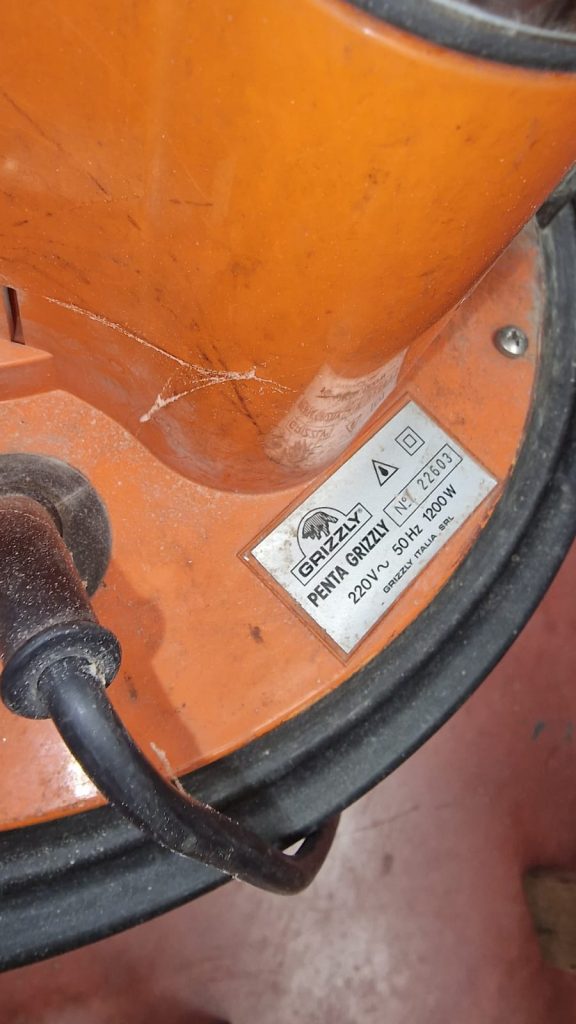 GRIZZLY®
PENTA GRIZZLY
Nº 22603
220V~ 50Hz 1200W
GRIZZLY ITALIA SRL